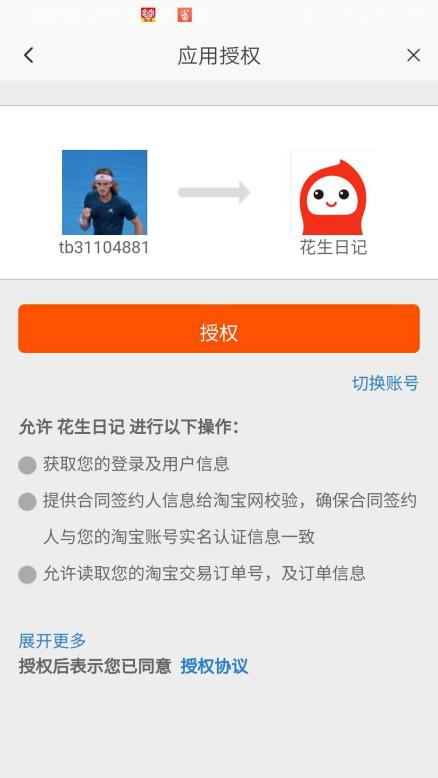 应用授权
tb31104881
花生日记
授权
切换账号
允许 花生日记 进行以下操作：
获取您的登录及用户信息
提供合同签约人信息给淘宝网校验，确保合同签约
人与您的淘宝账号实名认证信息一致
允许读取您的淘宝交易订单号，及订单信息
展开更多
授权后表示您已同意 授权协议